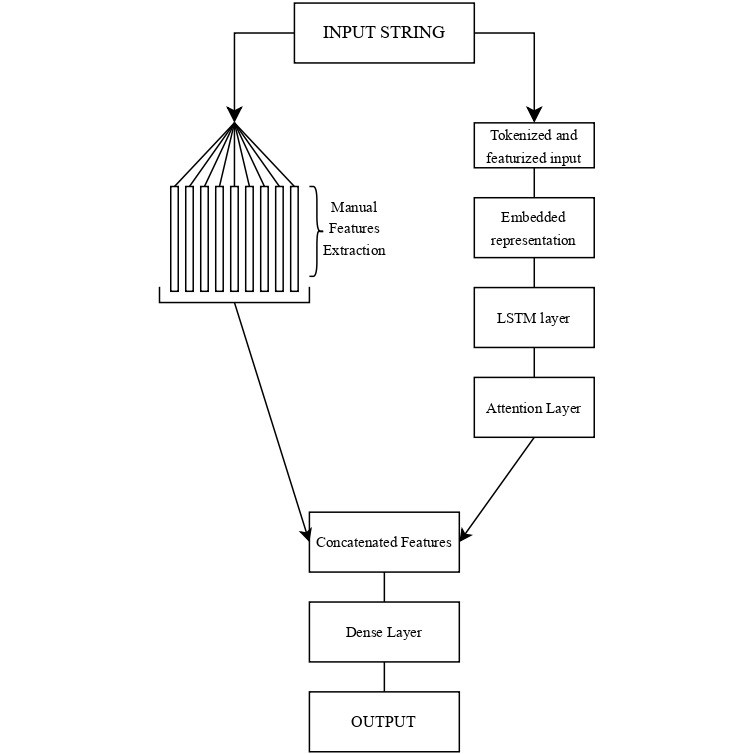 INPUT STRING
Tokenized and
featurized input
Manual
Features
Extraction
Embedded
representation
LSTM layer
Attention Layer
Concatenated Features
Dense Layer
OUTPUT